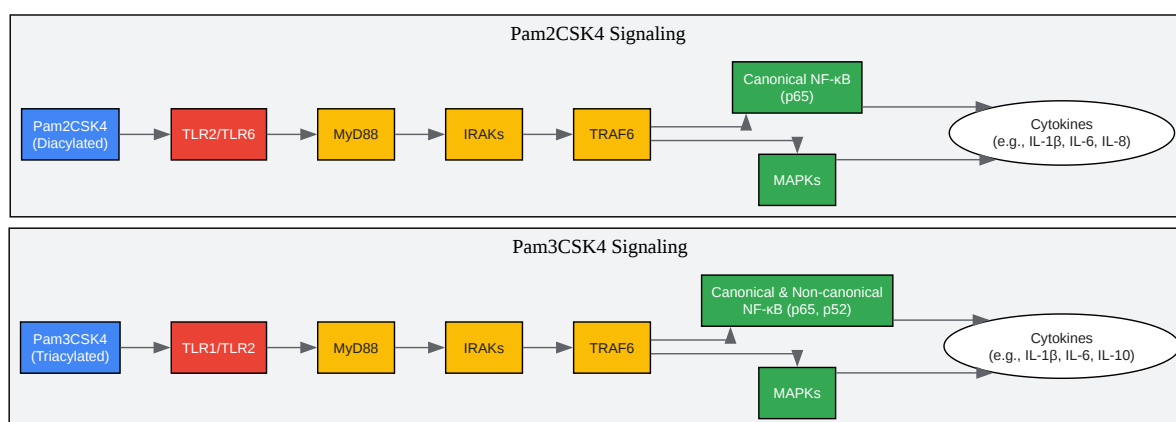 Pam2CSK4 Signaling
Pam2CSK4
(Diacylated)
TLR2/TLR6
MyD88
IRAKs
TRAF6
Canonical NF-κB
(p65)
MAPKs
Cytokines
(e.g., IL-1β, IL-6, IL-8)
Pam3CSK4 Signaling
Pam3CSK4
(Triacylated)
TLR1/TLR2
MyD88
IRAKs
TRAF6
Canonical & Non-canonical
NF-κB (p65, p52)
MAPKs
Cytokines
(e.g., IL-1β, IL-6, IL-10)